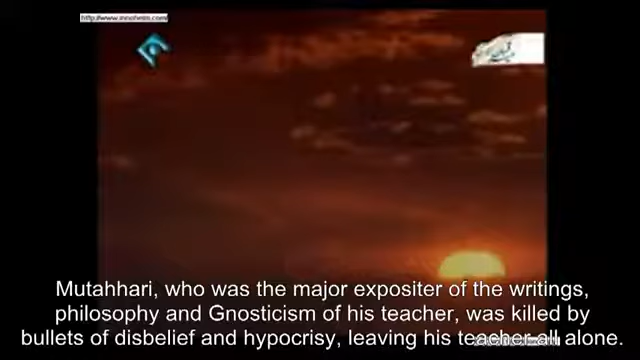 http://www.innoheim.com/
Mutahhari, who was the major expositer of the writings,
philosophy and Gnosticism of his teacher, was killed by
bullets of disbelief and hypocrisy, leaving his teacher all alone.